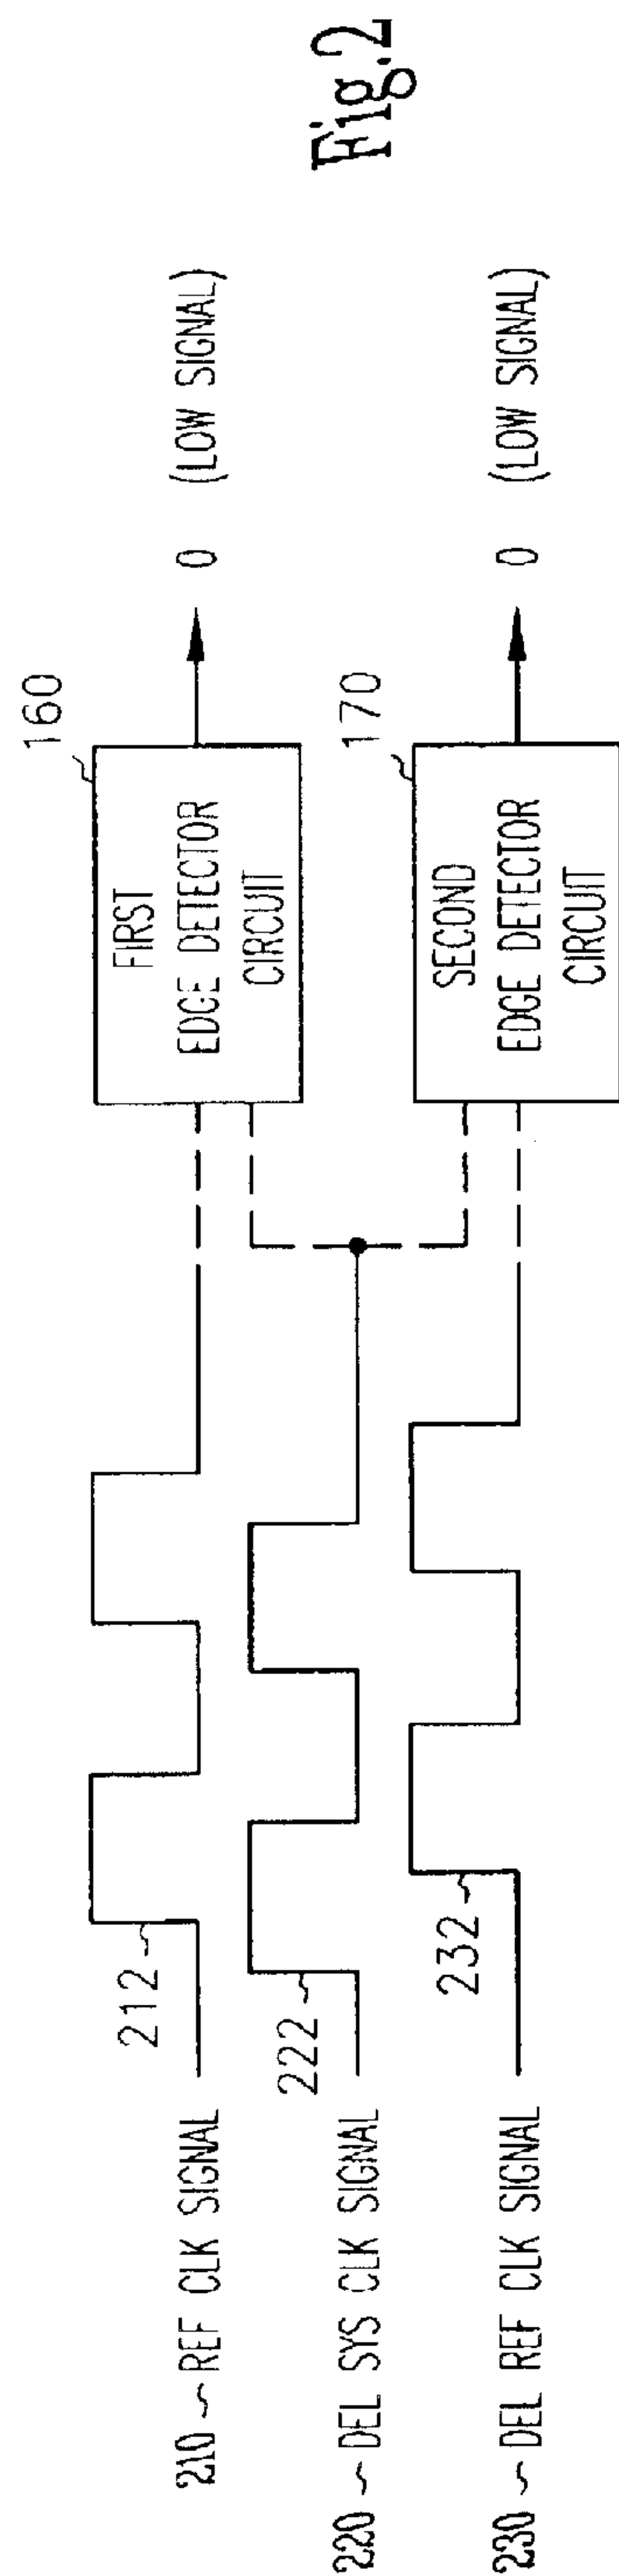 210 ~ REF CLK SIGNAL
212
FIRST
EDGE DETECTOR
CIRCUIT
160
0 (LOW SIGNAL)
220 ~ DEL SYS CLK SIGNAL
222
230 ~ DEL REF CLK SIGNAL
232
SECOND
EDGE DETECTOR
CIRCUIT
170
0 (LOW SIGNAL)
Fig.2